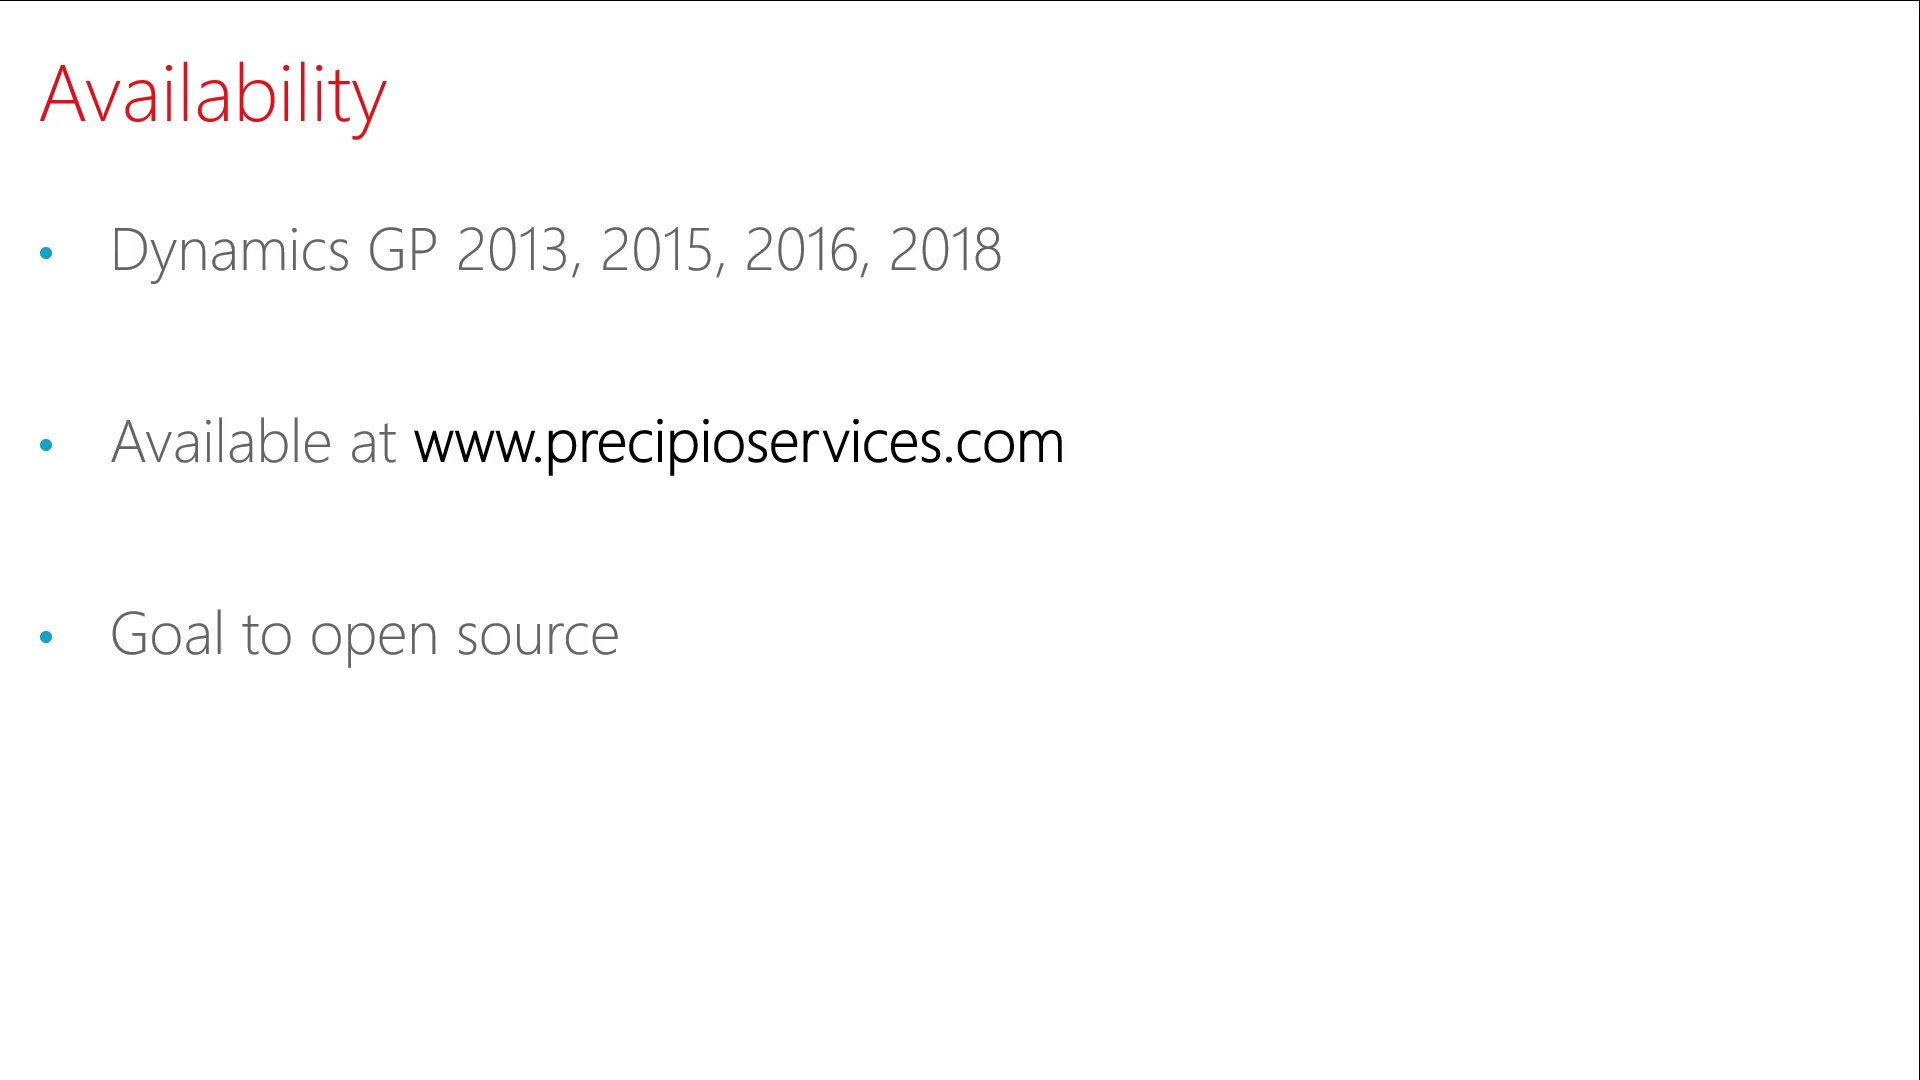 Availability
• Dynamics GP 2013, 2015, 2016, 2018
• Available at www.precipioservices.com
• Goal to open source